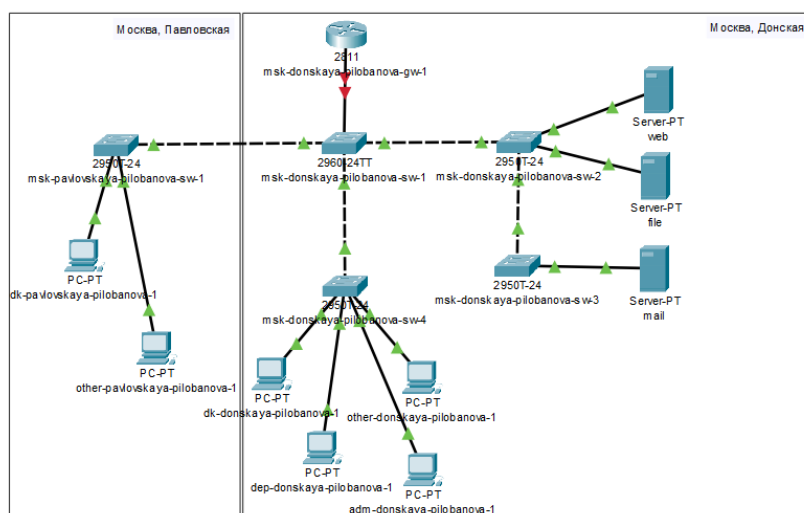 Москва, Павловская
Москва, Донская
2811
msk-donskaya-pilobanova-gw-1
Server-PT
web
2950T-24
msk-pavlovskaya-pilobanova-sw-1
2960-24TT
msk-donskaya-pilobanova-sw-1
2950T-24
msk-donskaya-pilobanova-sw-2
Server-PT
file
PC-PT
dk-pavlovskaya-pilobanova-1
2950T-24
msk-donskaya-pilobanova-sw-3
Server-PT
mail
2950T-24
msk-donskaya-pilobanova-sw-4
PC-PT
other-pavlovskaya-pilobanova-1
PC-PT
dk-donskaya-pilobanova-1
PC-PT
other-donskaya-pilobanova-1
PC-PT
dep-donskaya-pilobanova-1
PC-PT
adm-donskaya-pilobanova-1